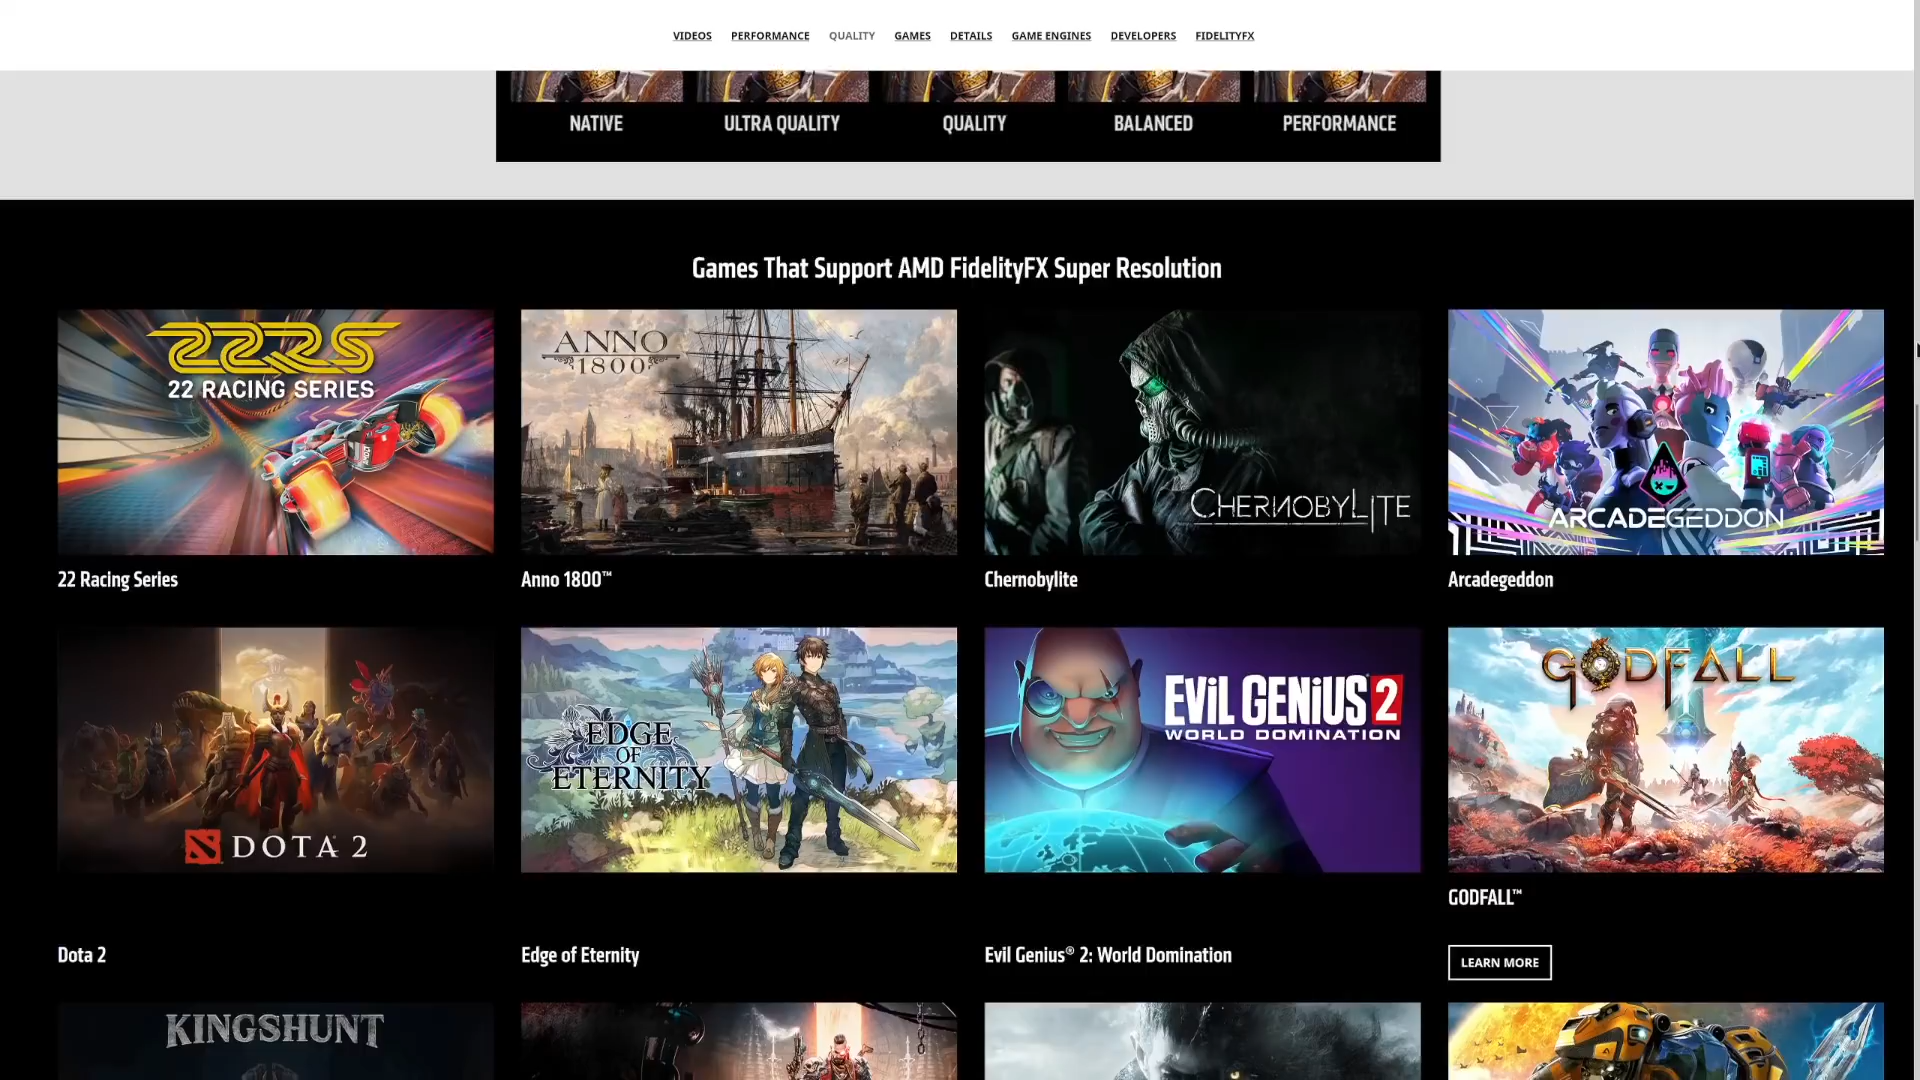 VIDEOS PERFORMANCE QUALITY GAMES DETAILS GAME ENGINES DEVELOPERS FIDELITYFX
NATIVE ULTRA QUALITY QUALITY BALANCED PERFORMANCE
Games That Support AMD FidelityFX Super Resolution
22RS
22 RACING SERIES
ANNO
1800
CHERNOBYLITE
ARCADEGEDDON
22 Racing Series
Anno 1800™
Chernobylite
Arcadegeddon
DOTA 2
EDGE
OF
ETERNITY
EVIL GENIUS 2
WORLD DOMINATION
GODFALL
GODFALL™
Dota 2
Edge of Eternity
Evil Genius® 2: World Domination
LEARN MORE
KINGSHUNT